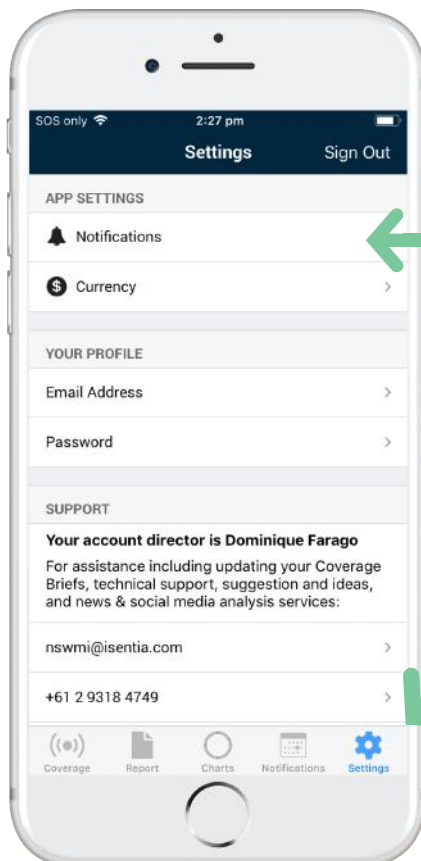 SOS only 2:27 pm
Settings Sign Out
APP SETTINGS
Notifications
$ Currency
YOUR PROFILE
Email Address
Password
SUPPORT
Your account director is Dominique Farago
For assistance including updating your Coverage
Briefs, technical support, suggestion and ideas,
and news & social media analysis services:
nswmi@isentia.com
+61 2 9318 4749
Coverage Report Charts Notifications Settings